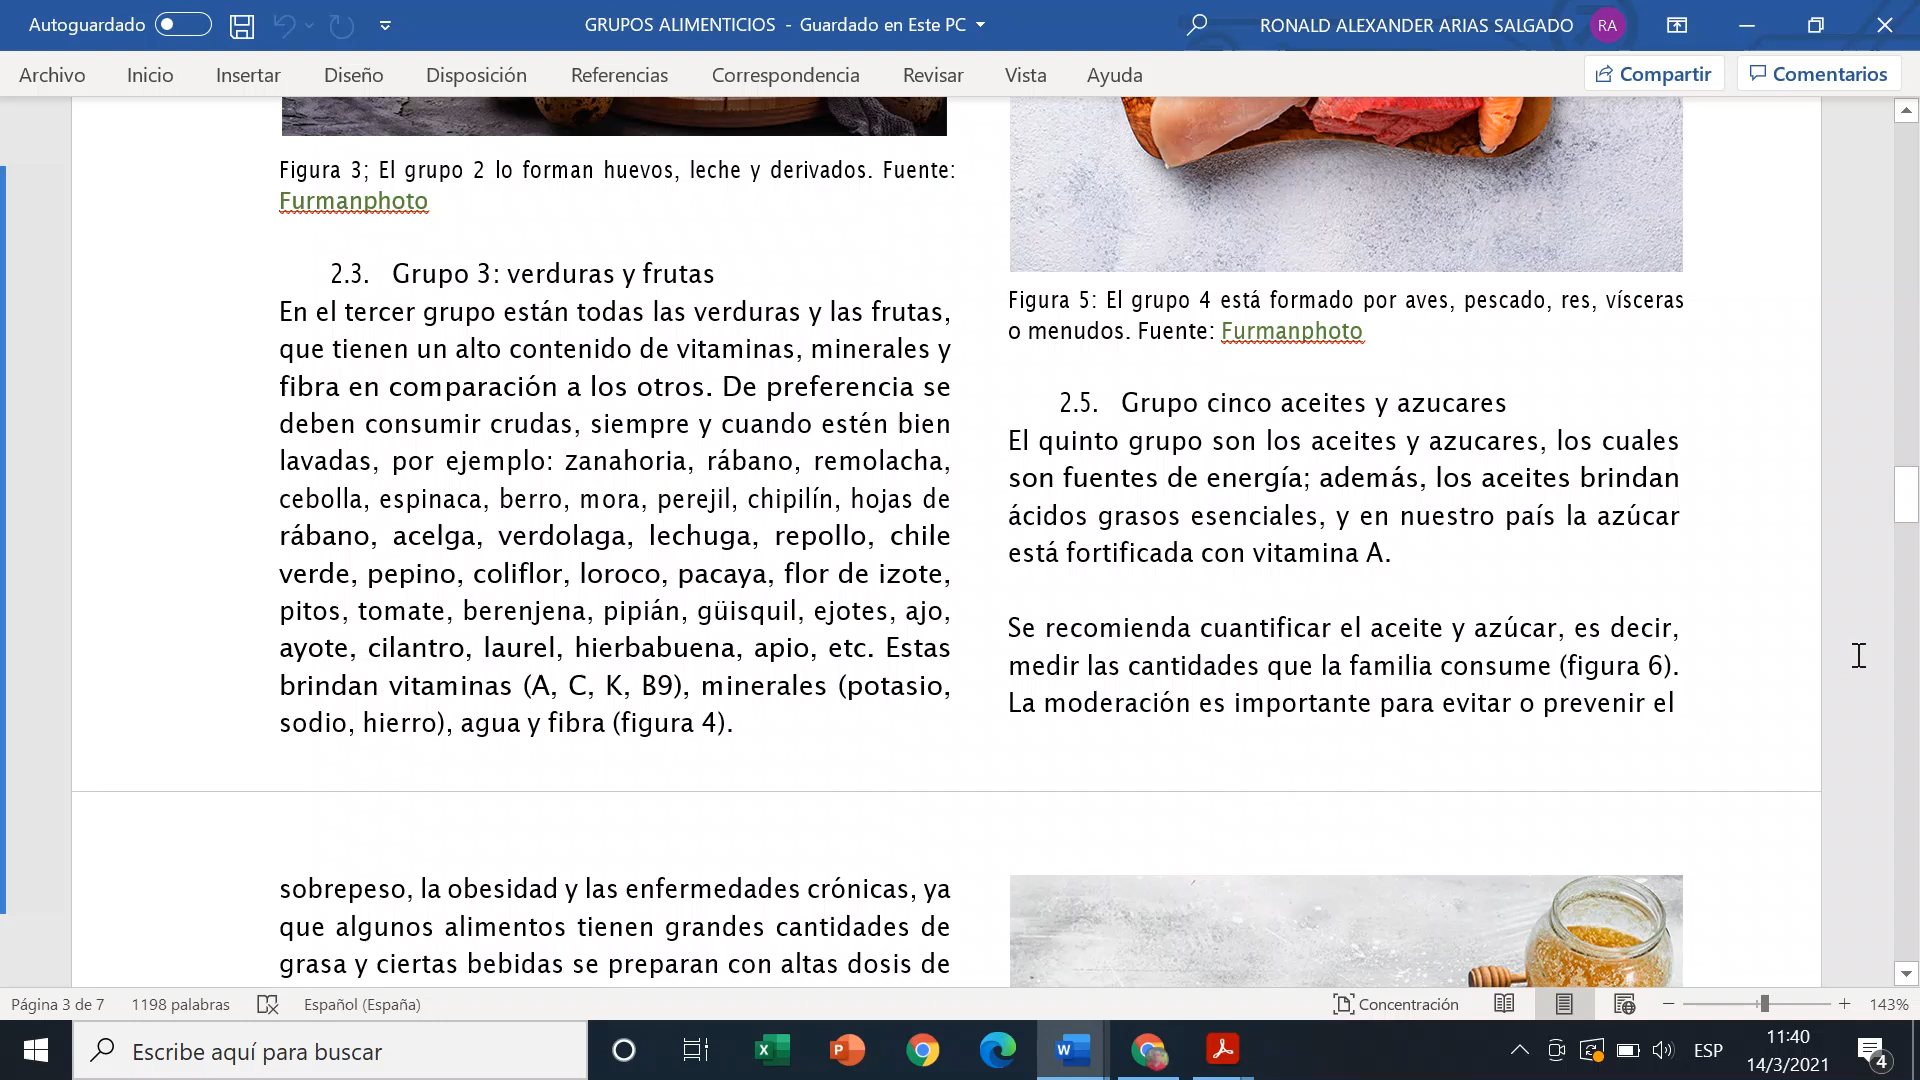 Autoguardado
GRUPOS ALIMENTICIOS - Guardado en Este PC
RONALD ALEXANDER ARIAS SALGADO
RA
Archivo Inicio Insertar Diseño Disposición Referencias Correspondencia Revisar Vista Ayuda
Compartir Comentarios
Figura 3; El grupo 2 lo forman huevos, leche y derivados. Fuente:
Furmanphoto
2.3. Grupo 3: verduras y frutas
En el tercer grupo están todas las verduras y las frutas,
que tienen un alto contenido de vitaminas, minerales y
fibra en comparación a los otros. De preferencia se
deben consumir crudas, siempre y cuando estén bien
lavadas, por ejemplo: zanahoria, rábano, remolacha,
cebolla, espinaca, berro, mora, perejil, chipilín, hojas de
rábano, acelga, verdolaga, lechuga, repollo, chile
verde, pepino, coliflor, loroco, pacaya, flor de izote,
pitos, tomate, berenjena, pipián, güisquil, ejotes, ajo,
ayote, cilantro, laurel, hierbabuena, apio, etc. Estas
brindan vitaminas (A, C, K, B9), minerales (potasio,
sodio, hierro), agua y fibra (figura 4).
Figura 5: El grupo 4 está formado por aves, pescado, res, vísceras
o menudos. Fuente: Furmanphoto
2.5. Grupo cinco aceites y azucares
El quinto grupo son los aceites y azucares, los cuales
son fuentes de energía; además, los aceites brindan
ácidos grasos esenciales, y en nuestro país la azúcar
está fortificada con vitamina A.
Se recomienda cuantificar el aceite y azúcar, es decir,
medir las cantidades que la familia consume (figura 6).
La moderación es importante para evitar o prevenir el
sobrepeso, la obesidad y las enfermedades crónicas, ya
que algunos alimentos tienen grandes cantidades de
grasa y ciertas bebidas se preparan con altas dosis de
Página 3 de 7 1198 palabras Español (España)
Concentración
143%
Escribe aquí para buscar
ESP
11:40
14/3/2021
4